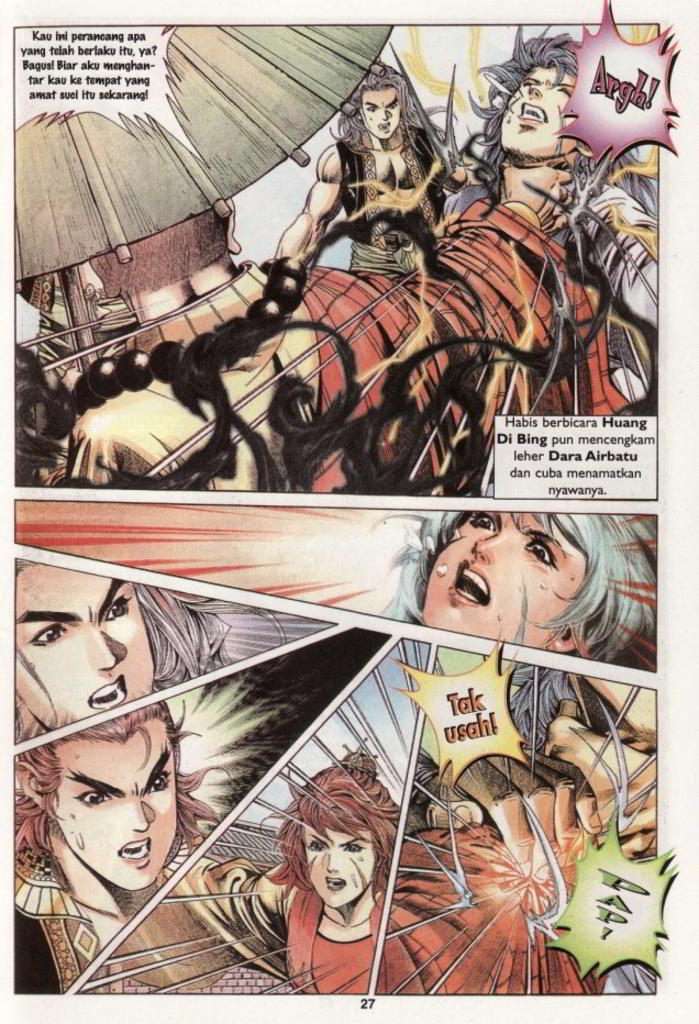 Kau ini perancang apa
yang telah berlaku itu, ya?
Bagus! Biar aku menghan-
tar kau ke tempat yang
amat suci itu sekarang!
Argh!
Habis berbicara Huang
Di Bing pun mencengkam
leher Dara Airbatu
dan cuba menamatkan
nyawanya.
Tak
usah!
Pap!
27